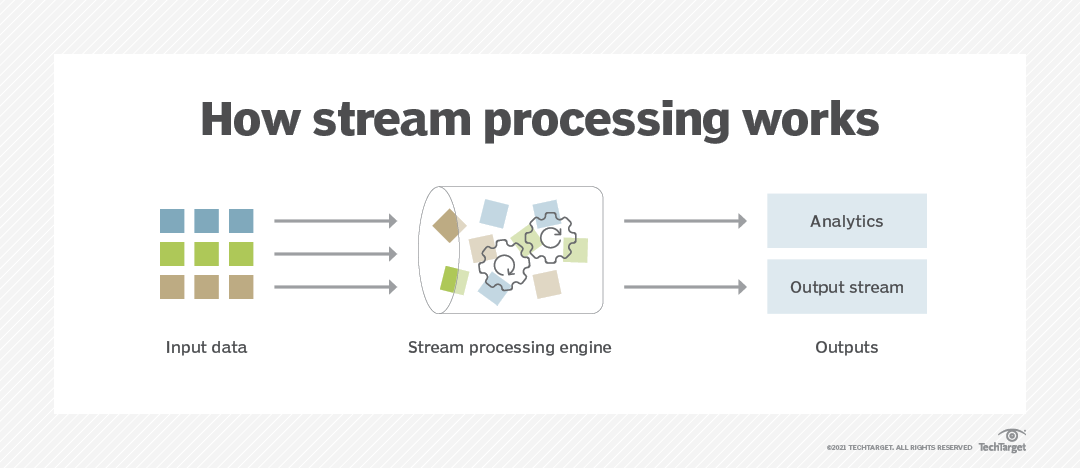 How stream processing works
Analytics
Output stream
Input data
Stream processing engine
Outputs
©2021 TECHTARGET. ALL RIGHTS RESERVED
TechTarget